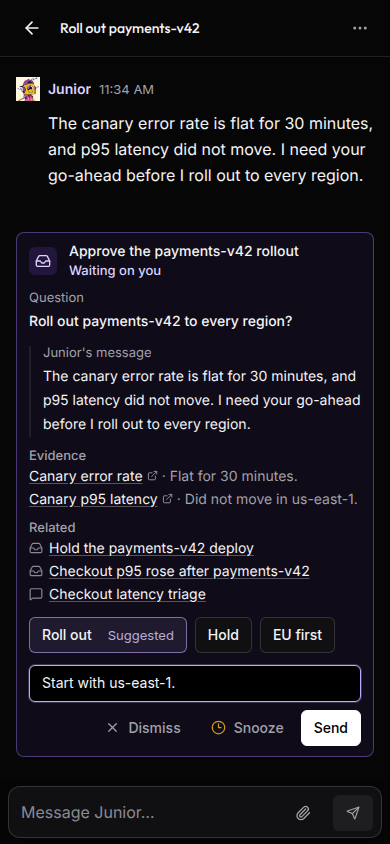 Roll out payments-v42
Junior 11:34 AM
The canary error rate is flat for 30 minutes,
and p95 latency did not move. I need your
go-ahead before I roll out to every region.
Approve the payments-v42 rollout
Waiting on you
Question
Roll out payments-v42 to every region?
Junior's message
The canary error rate is flat for 30 minutes, and
p95 latency did not move. I need your go-ahead
before I roll out to every region.
Evidence
Canary error rate · Flat for 30 minutes.
Canary p95 latency · Did not move in us-east-1.
Related
Hold the payments-v42 deploy
Checkout p95 rose after payments-v42
Checkout latency triage
Roll out Suggested Hold EU first
Start with us-east-1.
Dismiss Snooze Send
Message Junior...